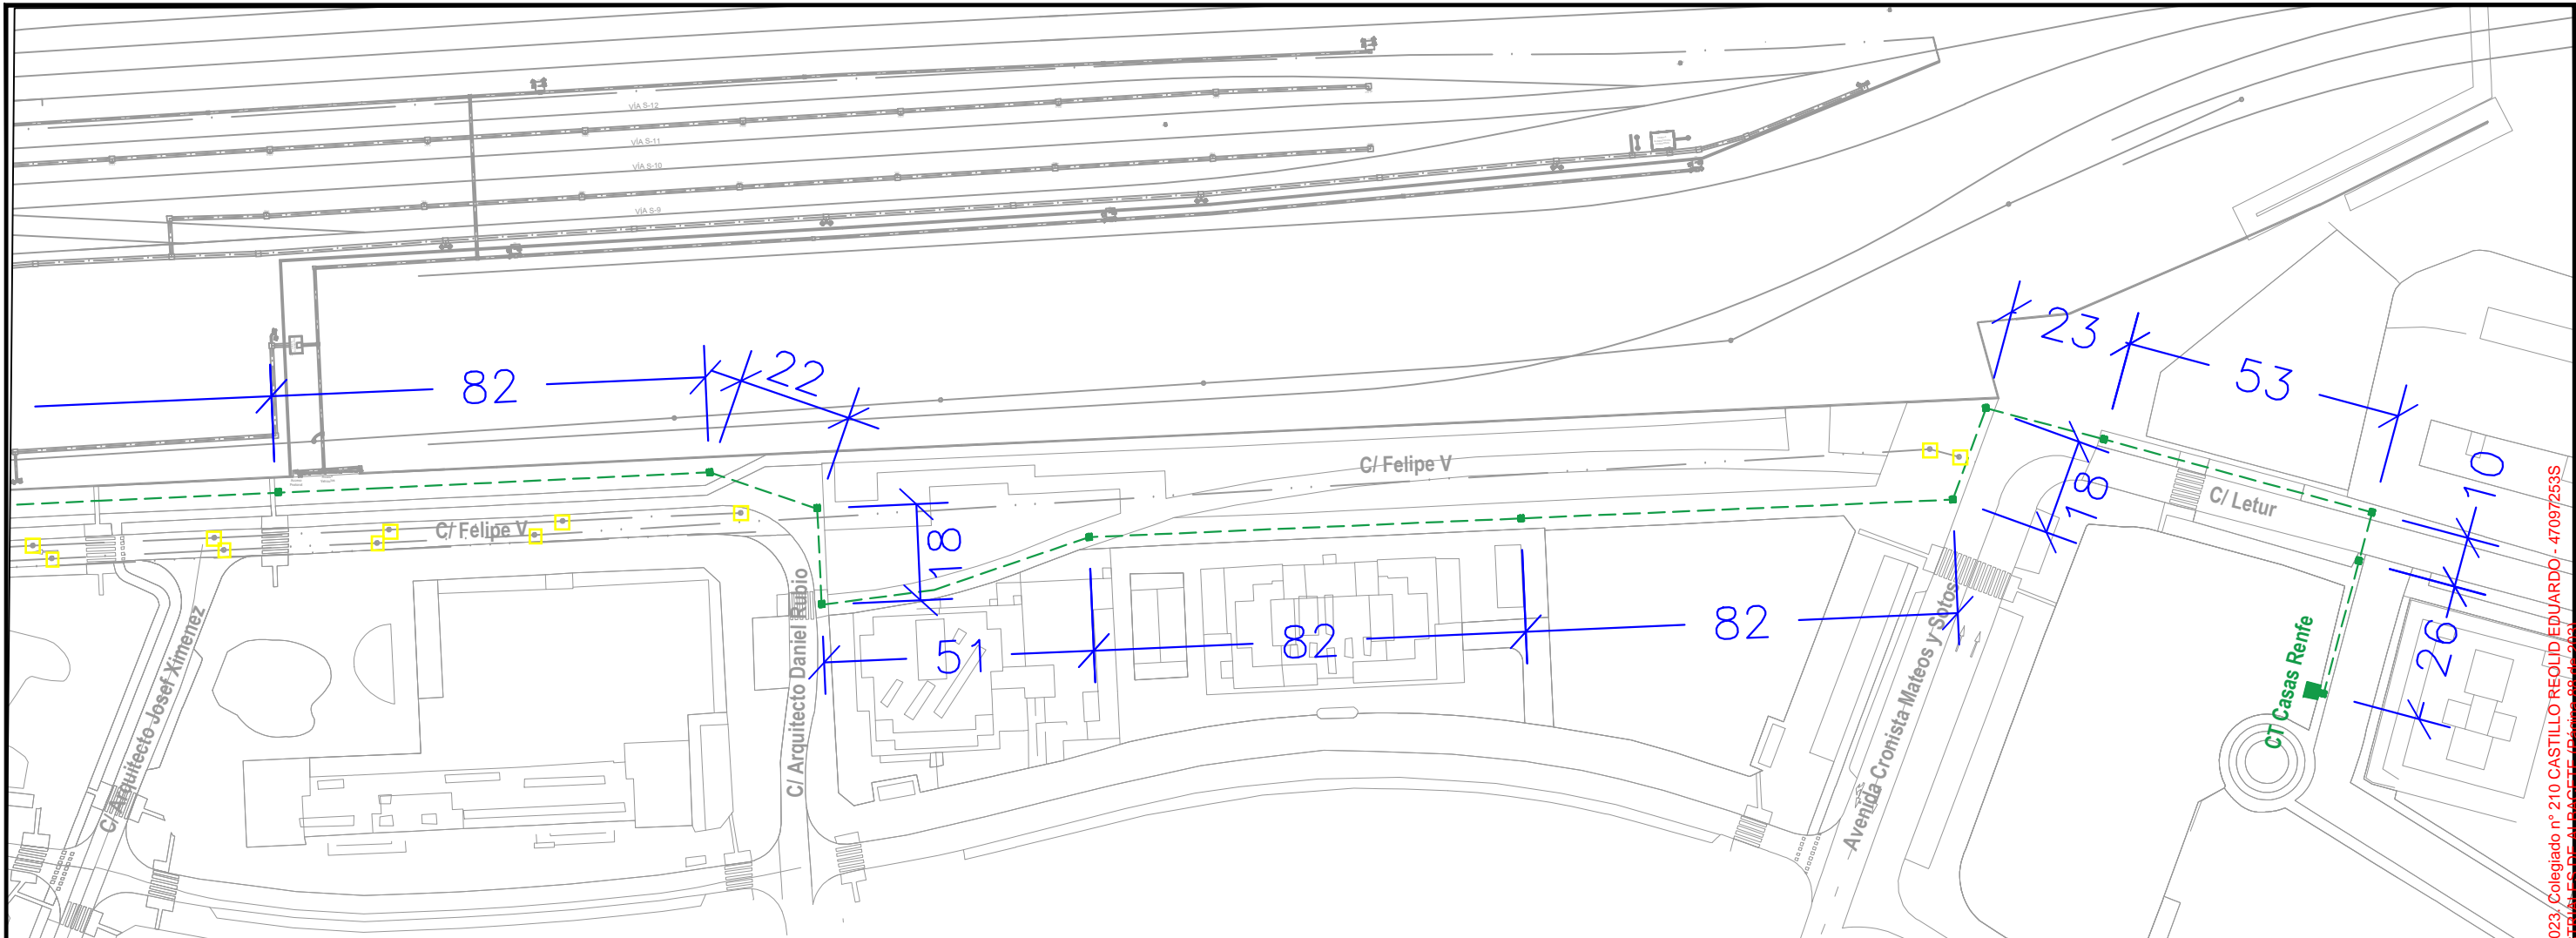 VÍA S-12
VÍA S-11
VÍA S-10
VÍA S-9
82
22
23
53
C/ Felipe V
C/ Felipe V
18
18
C/ Letur
10
26
51
82
82
C/ Arquitecto Josef Ximenez
C/ Arquitecto Daniel Rubio
Avenida Cronista Mateos y Sotos
CT Casas Renfe
023. Colegiado nº 210 CASTILLO REOLID EDUARDO - 47709725S